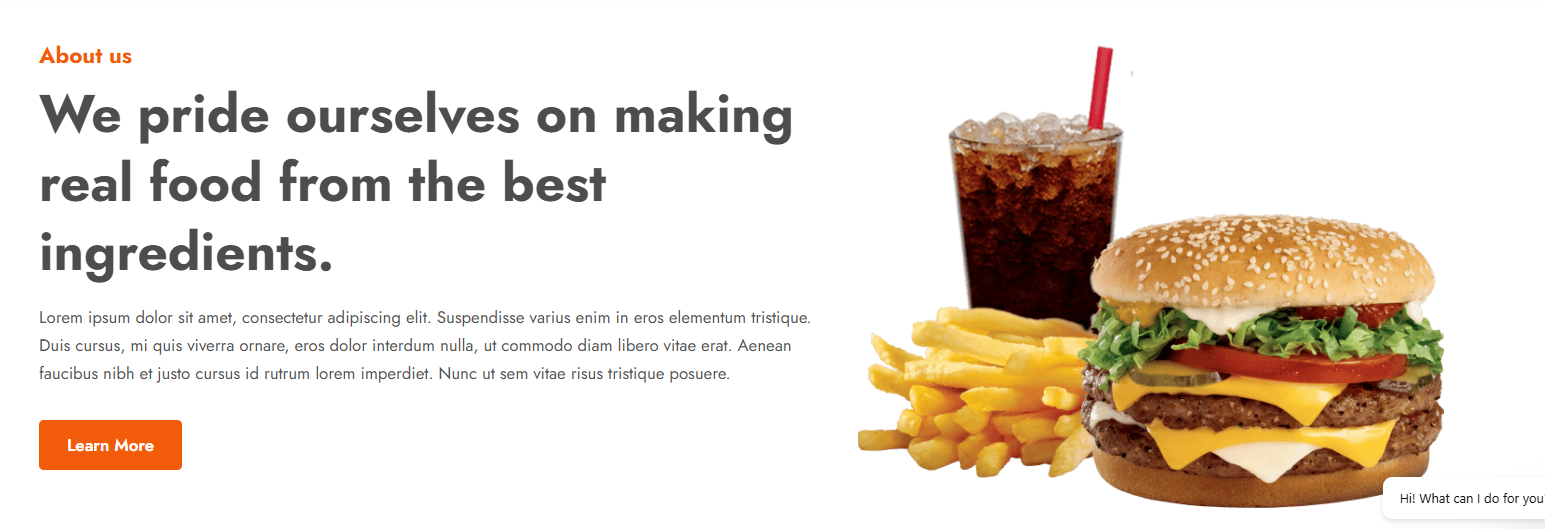 About us
We pride ourselves on making
real food from the best
ingredients.
Lorem ipsum dolor sit amet, consectetur adipiscing elit. Suspendisse varius enim in eros elementum tristique.
Duis cursus, mi quis viverra ornare, eros dolor interdum nulla, ut commodo diam libero vitae erat. Aenean
faucibus nibh et justo cursus id rutrum lorem imperdiet. Nunc ut sem vitae risus tristique posuere.
Learn More
Hi! What can I do for you